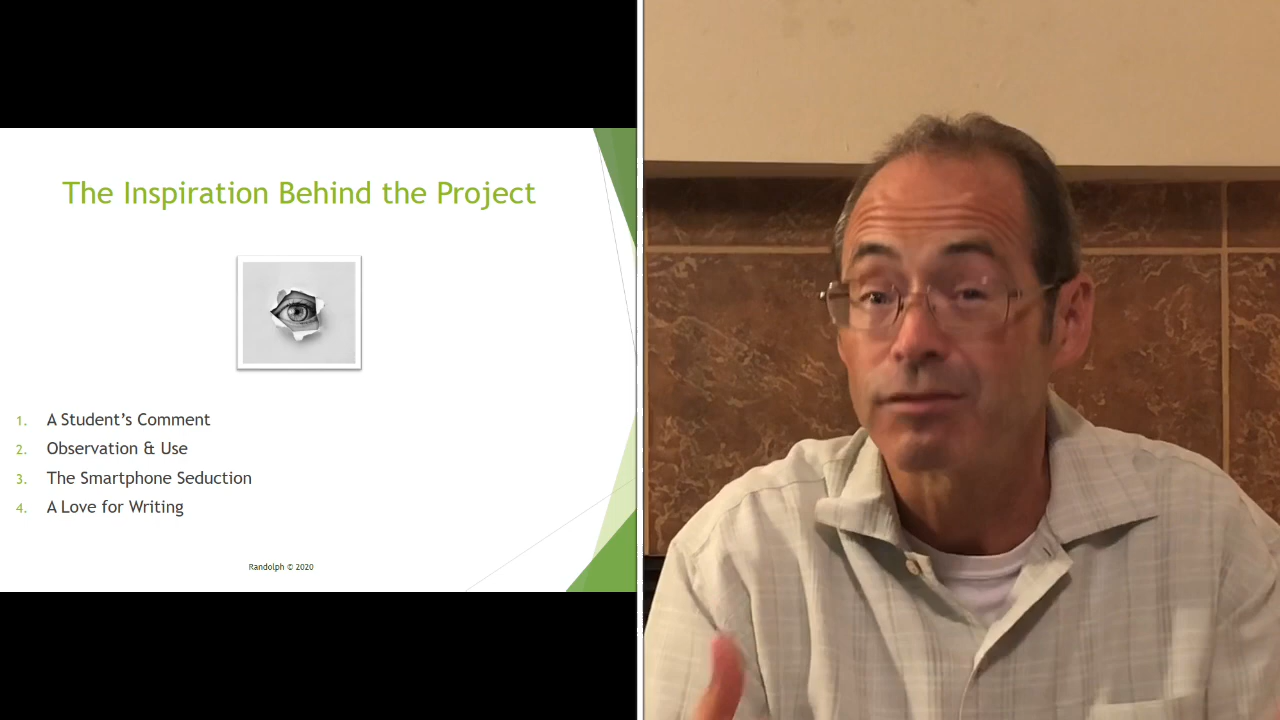 The Inspiration Behind the Project
1. A Student’s Comment
2. Observation & Use
3. The Smartphone Seduction
4. A Love for Writing
Randolph © 2020